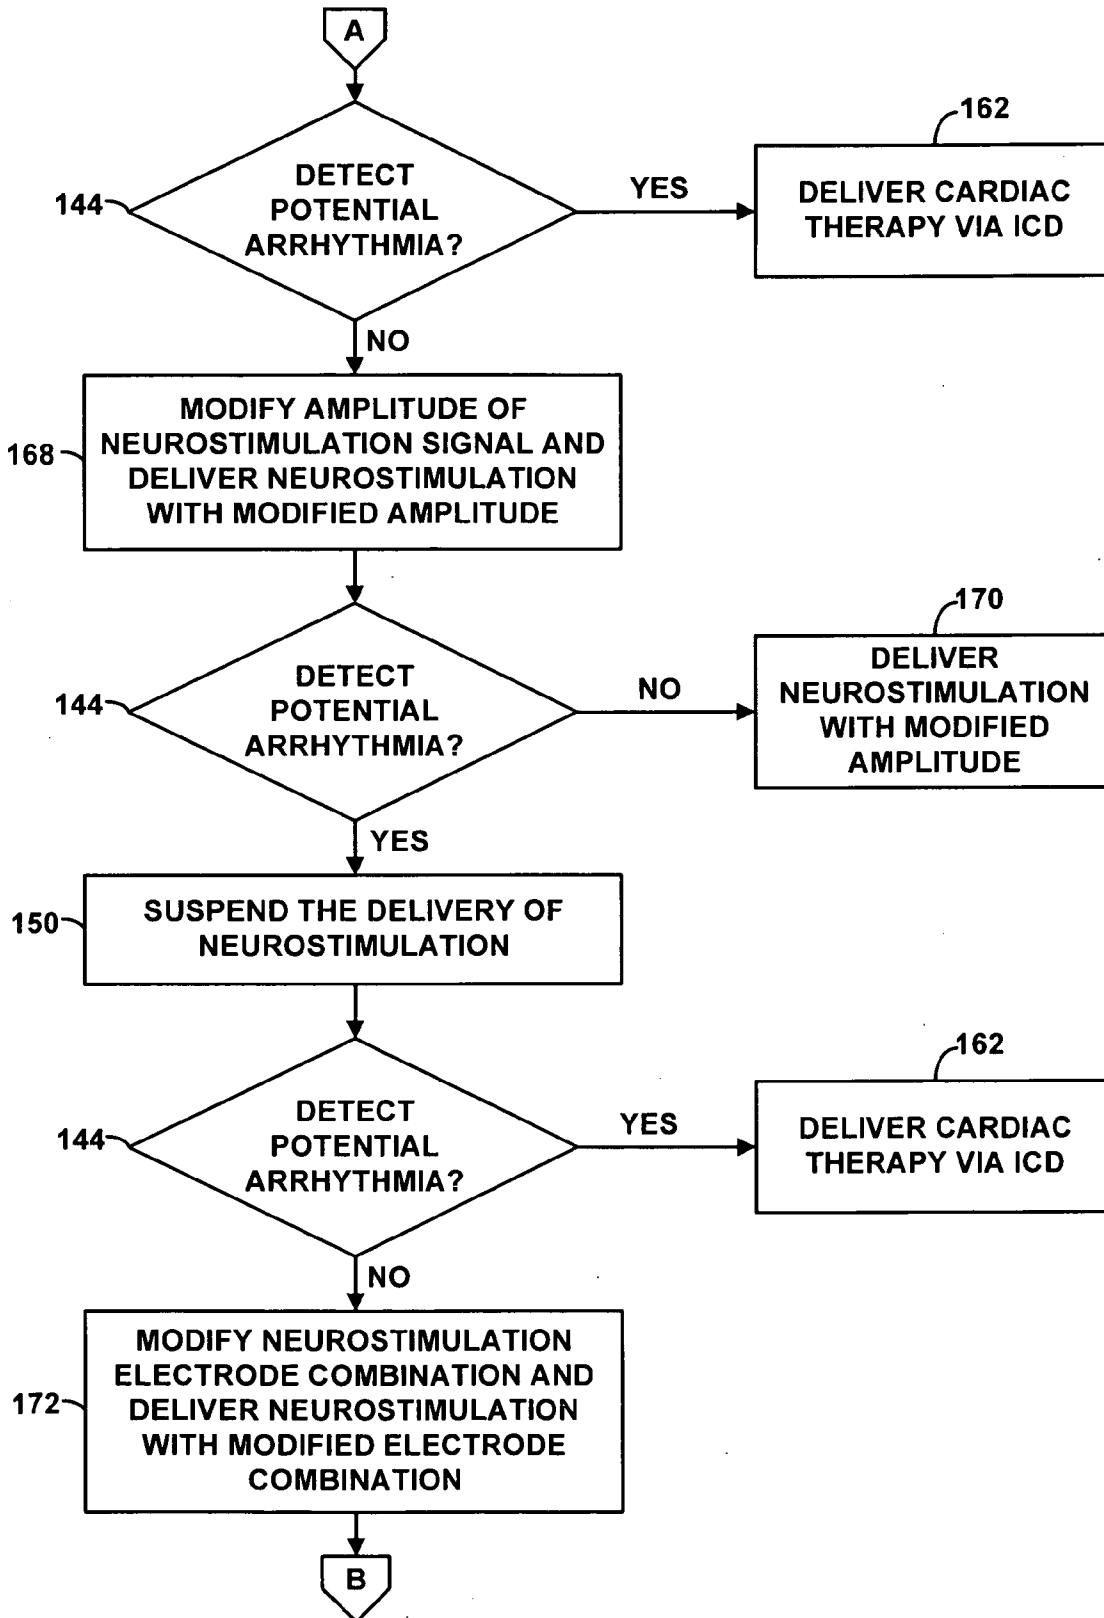 A
144
DETECT
POTENTIAL
ARRHYTHMIA?
YES
162
DELIVER CARDIAC
THERAPY VIA ICD
NO
168
MODIFY AMPLITUDE OF
NEUROSTIMULATION SIGNAL AND
DELIVER NEUROSTIMULATION
WITH MODIFIED AMPLITUDE
144
DETECT
POTENTIAL
ARRHYTHMIA?
NO
170
DELIVER
NEUROSTIMULATION
WITH MODIFIED
AMPLITUDE
YES
150
SUSPEND THE DELIVERY OF
NEUROSTIMULATION
144
DETECT
POTENTIAL
ARRHYTHMIA?
YES
162
DELIVER CARDIAC
THERAPY VIA ICD
NO
172
MODIFY NEUROSTIMULATION
ELECTRODE COMBINATION AND
DELIVER NEUROSTIMULATION
WITH MODIFIED ELECTRODE
COMBINATION
B